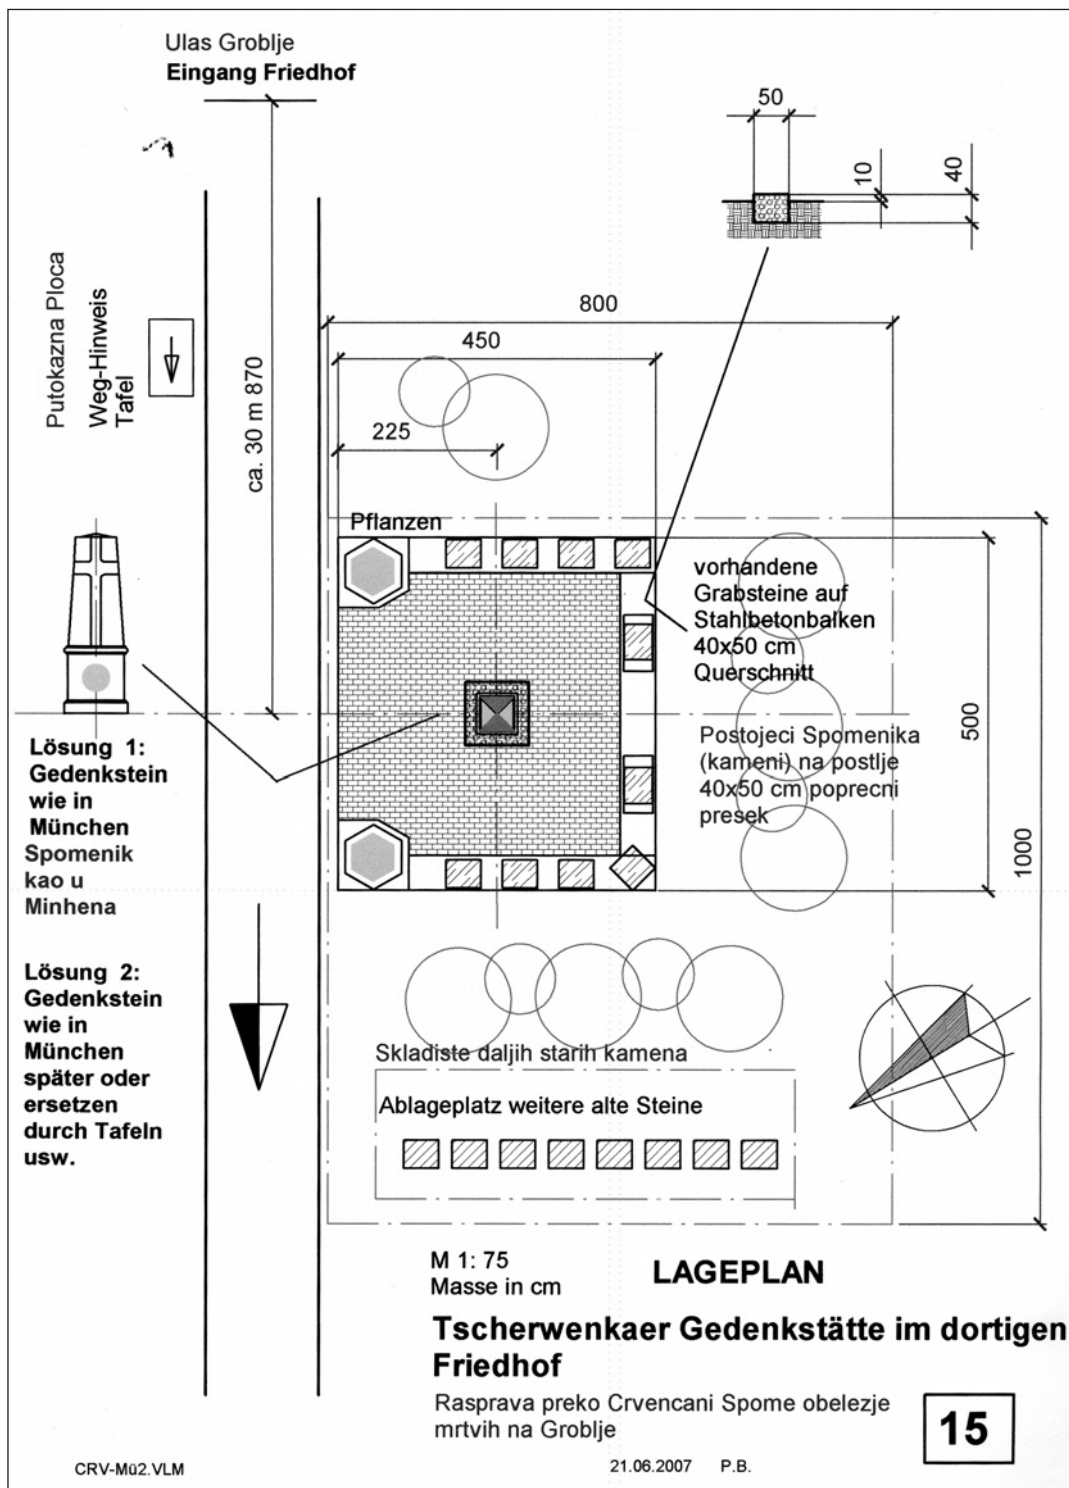 Ulas Groblje
Eingang Friedhof
50
10
40
Putokazna Ploca
Weg-Hinweis
Tafel
ca. 30 m 870
800
450
225
Pflanzen
vorhandene
Grabsteine auf
Stahlbetonbalken
40x50 cm
Querschnitt
Postojeci Spomenika
(kameni) na postlje
40x50 cm poprecni
presek
500
1000
Lösung 1:
Gedenkstein
wie in
München
Spomenik
kao u
Minhena
Lösung 2:
Gedenkstein
wie in
München
später oder
ersetzen
durch Tafeln
usw.
Skladiste daljih starih kamena
Ablageplatz weitere alte Steine
M 1: 75
Masse in cm
LAGEPLAN
Tscherwenkaer Gedenkstätte im dortigen
Friedhof
Rasprava preko Crvencani Spome obelezje
mrtvih na Groblje
15
CRV-Mü2.VLM
21.06.2007 P.B.